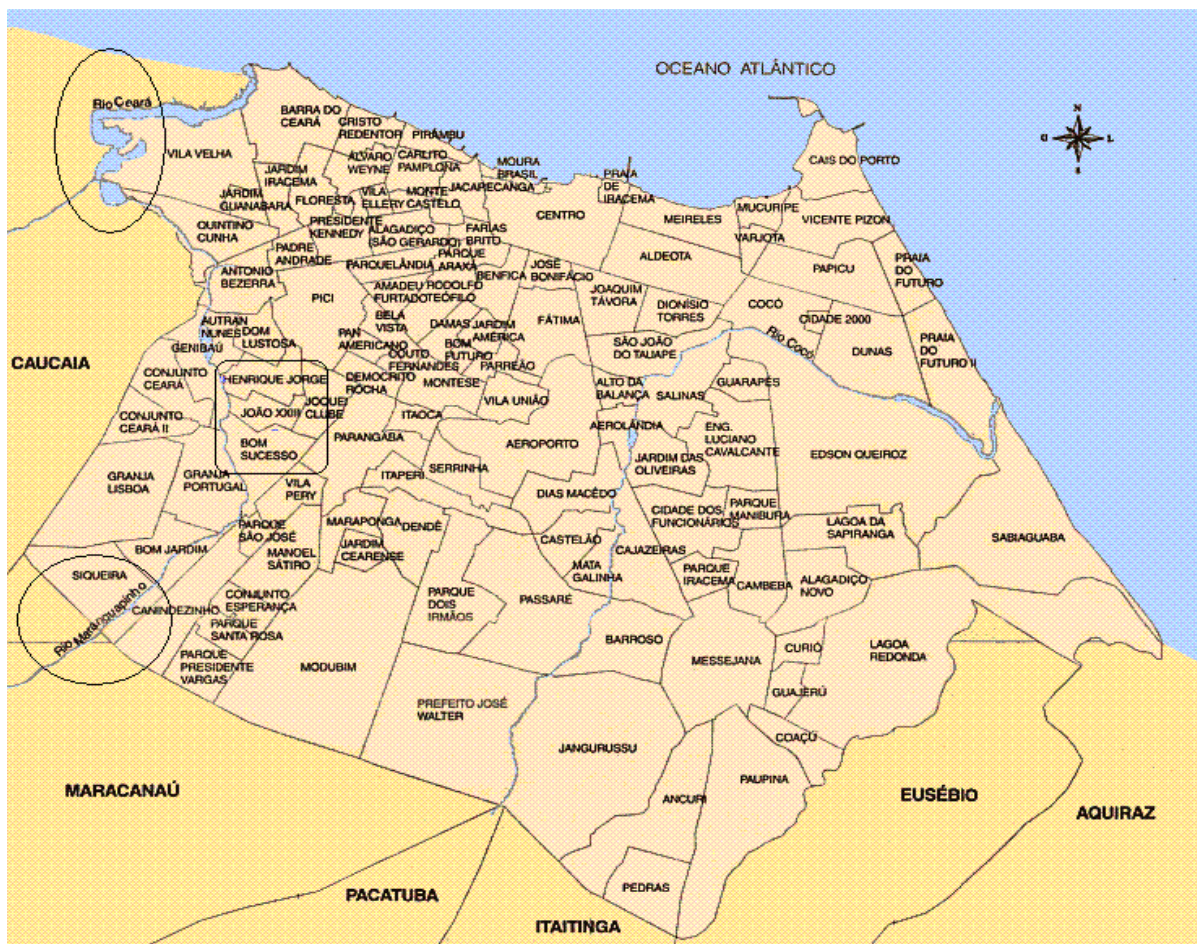 OCEANO ATLÂNTICO
N
O
L
S
Rio Ceará
BARRA DO
CEARÁ
CRISTO
REDENTOR
PIRÂMBU
VILA VELHA
ÁLVARO
WEYNE
CARLITO
PAMPLONA
MOURA
BRASIL
CAIS DO PORTO
JARDIM
IRACEMA
JACARECANGA
PRAIA
DE
IRACEMA
JARDIM
GUANABARA
FLORESTA
VILA
ELLERY
MONTE
CASTELO
CENTRO
MEIRELES
MUCURIPE
VICENTE PIZON
QUINTINO
CUNHA
PRESIDENTE
KENNEDY
ALAGADIÇO
(SÃO GERARDO)
FARIAS
BRITO
VARJOTA
PADRE
ANDRADE
PARQUELÂNDIA
PARQUE
ARAXÁ
ALDEOTA
PAPICU
PRAIA
DO
FUTURO
ANTONIO
BEZERRA
BENFICA
JOSÉ
BONIFÁCIO
PICI
AMADEU
FURTADO
RODOLFO
TEÓFILO
JOAQUIM
TÁVORA
DIONÍSIO
TORRES
COCÓ
CIDADE 2000
AUTRAN
NUNES
DOM
LUSTOSA
BELA
VISTA
DAMAS
JARDIM
AMÉRICA
FÁTIMA
Rio Cocó
PRAIA
DO
FUTURO II
GENIBAÚ
PAN
AMERICANO
BOM
FUTURO
SÃO JOÃO
DO TAUAPE
DUNAS
CAUCAIA
COUTO
FERNANDES
PARREÃO
CONJUNTO
CEARÁ
HENRIQUE JORGE
DEMOCRITO
ROCHA
MONTESE
VILA UNIÃO
ALTO DA
BALANÇA
SALINAS
GUARAPÉS
JOQUEI
CLUBE
JOÃO XXIII
ITAOCA
CONJUNTO
CEARÁ II
PARANGABA
AEROPORTO
AEROLÂNDIA
ENG.
LUCIANO
CAVALCANTE
BOM
SUCESSO
EDSON QUEIROZ
GRANJA
LISBOA
GRANJA
PORTUGAL
VILA
PERY
ITAPERI
SERRINHA
JARDIM DAS
OLIVEIRAS
DIAS MACÊDO
CIDADE DOS
FUNCIONÁRIOS
PARQUE
MANIBURA
PARQUE
SÃO JOSÉ
MARAPONGA
DENDÊ
LAGOA DA
SAPIRANGA
SABIAGUABA
BOM JARDIM
MANOEL
SÁTIRO
JARDIM
CEARENSE
CASTELÃO
CAJAZEIRAS
SIQUEIRA
MATA
GALINHA
PARQUE
IRACEMA
CAMBEBA
ALAGADIÇO
NOVO
CANINDEZINHO
CONJUNTO
ESPERANÇA
PARQUE
DOIS
IRMÃOS
PASSARÉ
Rio Maranguapinho
PARQUE
SANTA ROSA
BARROSO
CURIÓ
LAGOA
REDONDA
PARQUE
PRESIDENTE
VARGAS
MODUBIM
MESSEJANA
GUAJERÚ
PREFEITO JOSÉ
WALTER
COAÇÚ
JANGURUSSU
PAUPINA
MARACANAÚ
ANCURI
EUSÉBIO
AQUIRAZ
PEDRAS
PACATUBA
ITAITINGA